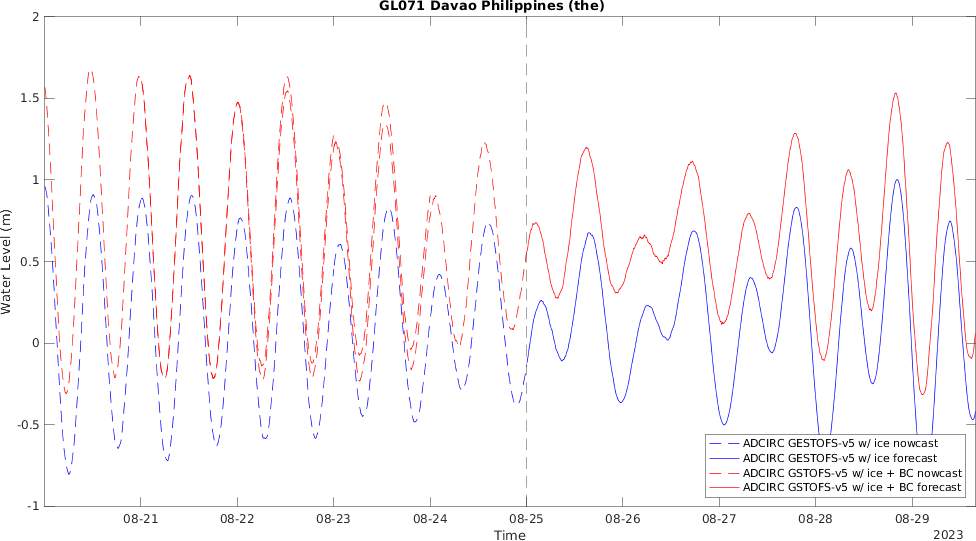 GL071 Davao Philippines (the)
2
1.5
1
0.5
0
-0.5
-1
Water Level (m)
08-21
08-22
08-23
08-24
08-25
08-26
08-27
08-28
08-29
Time
2023
ADCIRC GESTOFS-v5 w/ ice nowcast
ADCIRC GESTOFS-v5 w/ ice forecast
ADCIRC GSTOFS-v5 w/ ice + BC nowcast
ADCIRC GSTOFS-v5 w/ ice + BC forecast